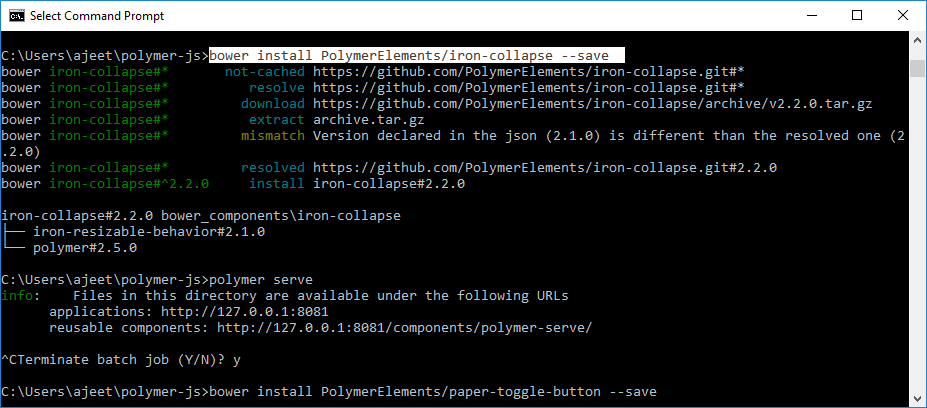 Select Command Prompt
C:\Users\ajeet\polymer-js>bower install PolymerElements/iron-collapse --save
bower iron-collapse#*       not-cached https://github.com/PolymerElements/iron-collapse.git#*
bower iron-collapse#*          resolve https://github.com/PolymerElements/iron-collapse.git#*
bower iron-collapse#*         download https://github.com/PolymerElements/iron-collapse/archive/v2.2.0.tar.gz
bower iron-collapse#*          extract archive.tar.gz
bower iron-collapse#*         mismatch Version declared in the json (2.1.0) is different than the resolved one (2
.2.0)
bower iron-collapse#*         resolved https://github.com/PolymerElements/iron-collapse.git#2.2.0
bower iron-collapse#^2.2.0     install iron-collapse#2.2.0
iron-collapse#2.2.0 bower_components\iron-collapse
├── iron-resizable-behavior#2.1.0
└── polymer#2.5.0
C:\Users\ajeet\polymer-js>polymer serve
info:    Files in this directory are available under the following URLs
      applications: http://127.0.0.1:8081
      reusable components: http://127.0.0.1:8081/components/polymer-serve/
^CTerminate batch job (Y/N)? y
C:\Users\ajeet\polymer-js>bower install PolymerElements/paper-toggle-button --save